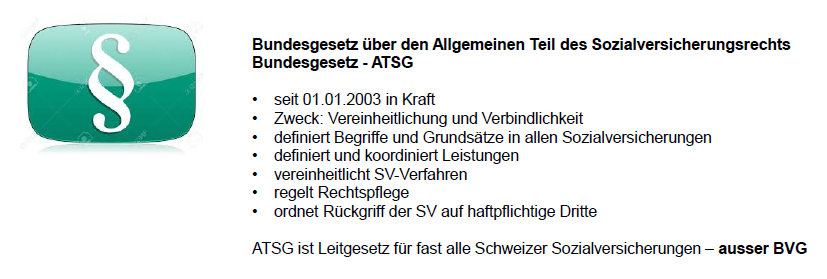 §
Bundesgesetz über den Allgemeinen Teil des Sozialversicherungsrechts
Bundesgesetz - ATSG
• seit 01.01.2003 in Kraft
• Zweck: Vereinheitlichung und Verbindlichkeit
• definiert Begriffe und Grundsätze in allen Sozialversicherungen
• definiert und koordiniert Leistungen
• vereinheitlicht SV-Verfahren
• regelt Rechtspflege
• ordnet Rückgriff der SV auf haftpflichtige Dritte
ATSG ist Leitgesetz für fast alle Schweizer Sozialversicherungen – ausser BVG